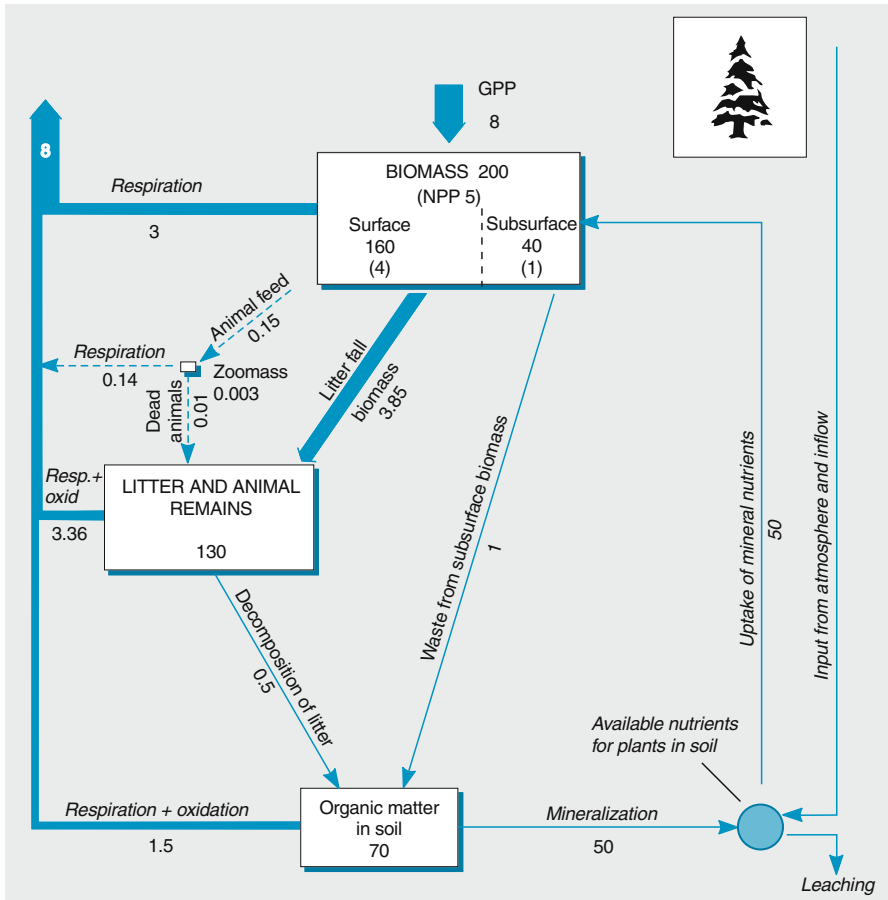 GPP
8
8
BIOMASS 200
(NPP 5)
Surface
160
(4)
Subsurface
40
(1)
Respiration
3
Animal feed
0.15
Respiration
0.14
Zoomass
0.003
Dead
animals
0.01
Litter fall
biomass
3.85
Resp.+
oxid
3.36
LITTER AND ANIMAL
REMAINS
130
Waste from subsurface biomass
1
Uptake of mineral nutrients
50
Input from atmosphere and inflow
Decomposition of litter
0.5
Available nutrients
for plants in soil
Respiration + oxidation
1.5
Organic matter
in soil
70
Mineralization
50
Leaching